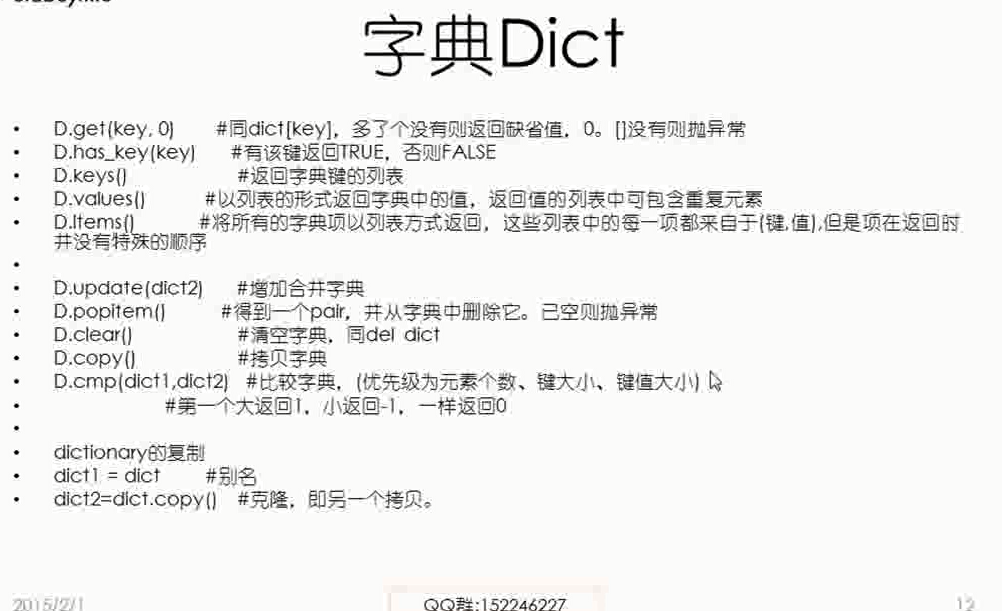 字典Dict
• D.get(key, 0) #同dict[key]，多了个没有则返回缺省值，0。[]没有则抛异常
• D.has_key(key) #有该键返回TRUE，否则FALSE
• D.keys() #返回字典键的列表
• D.values() #以列表的形式返回字典中的值，返回值的列表中可包含重复元素
• D.items() #将所有的字典项以列表方式返回，这些列表中的每一项都来自于(键,值),但是项在返回时
并没有特殊的顺序
•
• D.update(dict2) #增加合并字典
• D.popitem() #得到一个pair，并从字典中删除它。已空则抛异常
• D.clear() #清空字典，同del dict
• D.copy() #拷贝字典
• D.cmp(dict1,dict2) #比较字典，(优先级为元素个数、键大小、键值大小)
• #第一个大返回1，小返回-1，一样返回0
•
• dictionary的复制
• dict1 = dict #别名
• dict2=dict.copy() #克隆，即另一个拷贝。
2015/2/1
QQ群:152246227
12